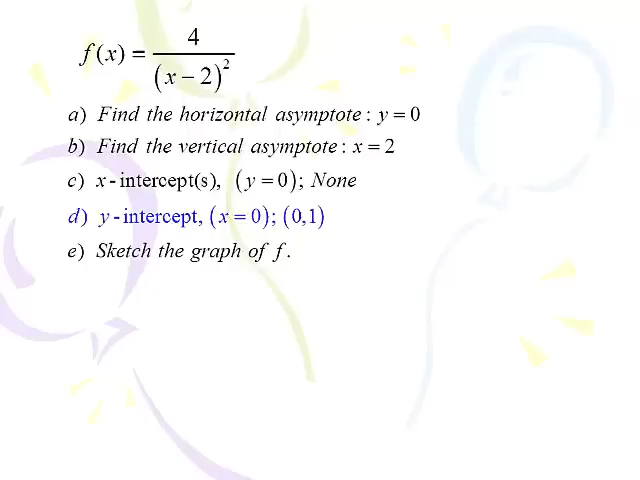 f(x) = 4/(x − 2)²
a) Find the horizontal asymptote : y = 0
b) Find the vertical asymptote : x = 2
c) x - intercept(s), (y = 0); None
d) y - intercept, (x = 0); (0,1)
e) Sketch the graph of f.